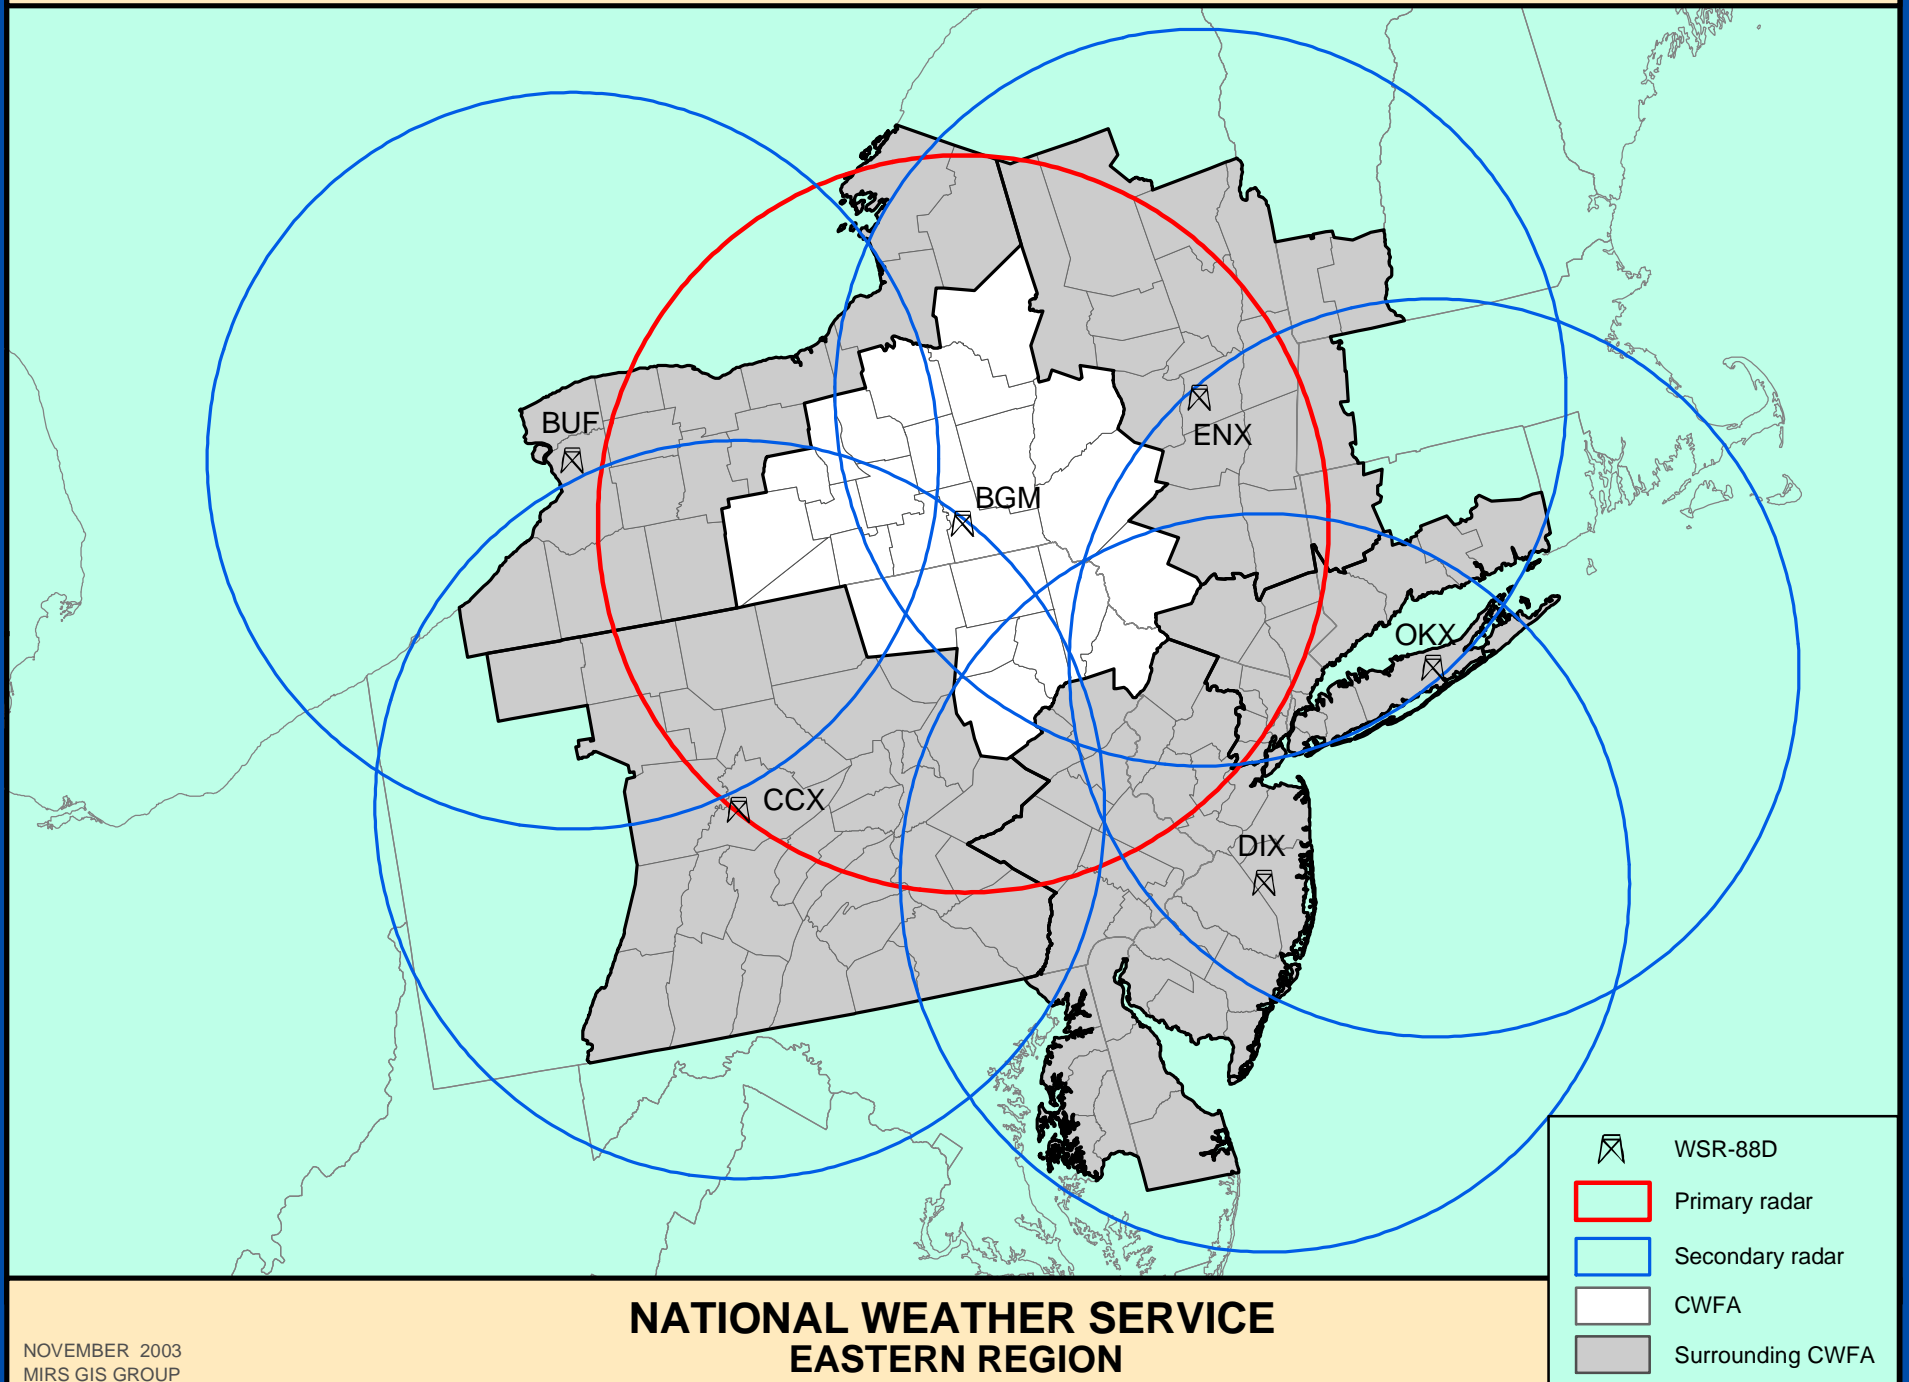 BUF
ENX
BGM
OKX
CCX
DIX
WSR-88D
Primary radar
Secondary radar
CWFA
Surrounding CWFA
NATIONAL WEATHER SERVICE
EASTERN REGION
NOVEMBER 2003
MIRS GIS GROUP